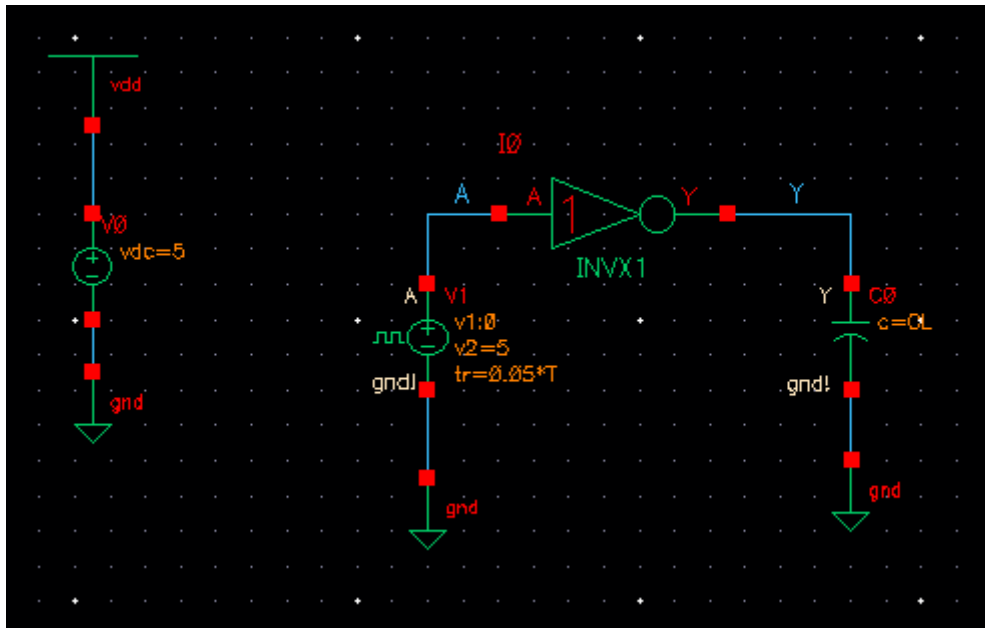 vdd
V0
vdc=5
gnd
I0
A
A
1
Y
Y
INVX1
A
V1
v1:0
v2=5
tr=0.05*T
gnd!
gnd
Y
C0
c=CL
gnd!
gnd